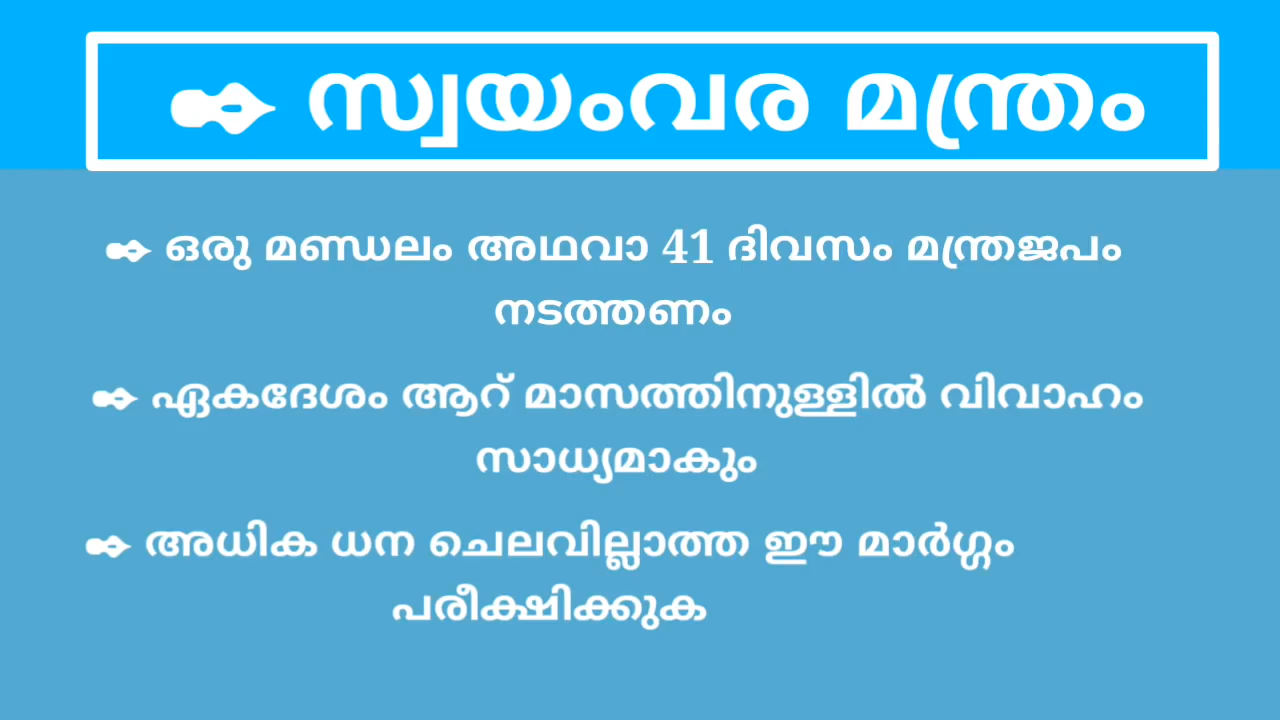 ✒ സ്വയംവര മന്ത്രം
✒ ഒരു മണ്ഡലം അഥവാ 41 ദിവസം മന്ത്രജപം
നടത്തണം
✒ ഏകദേശം ആറ് മാസത്തിനുള്ളിൽ വിവാഹം
സാധ്യമാകും
✒ അധിക ധന ചെലവില്ലാത്ത ഈ മാർഗ്ഗം
പരീക്ഷിക്കുക